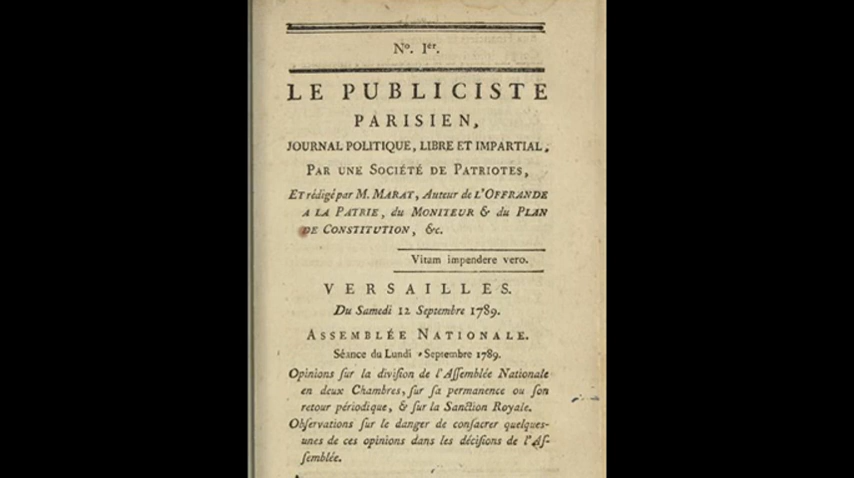 Nº. Iᵉʳ.
LE PUBLICISTE
PARISIEN,
JOURNAL POLITIQUE, LIBRE ET IMPARTIAL,
PAR UNE SOCIÉTÉ DE PATRIOTES,
ET rédigé par M. MARAT, Auteur de L'OFFRANDE
A LA PATRIE, du MONITEUR & du PLAN
DE CONSTITUTION, &c.
Vitam impendere vero.
VERSAILLES.
Du Samedi 12 Septembre 1789.
ASSEMBLÉE NATIONALE.
Séance du Lundi Septembre 1789.
Opinions ſur la diviſion de l'Aſſemblée Nationale
en deux Chambres, ſur ſa permanence ou ſon
retour périodique, & ſur la Sanction Royale.
Obſervations ſur le danger de conſacrer quelques-
unes de ces opinions dans les déciſions de l'Aſ-
ſemblée.